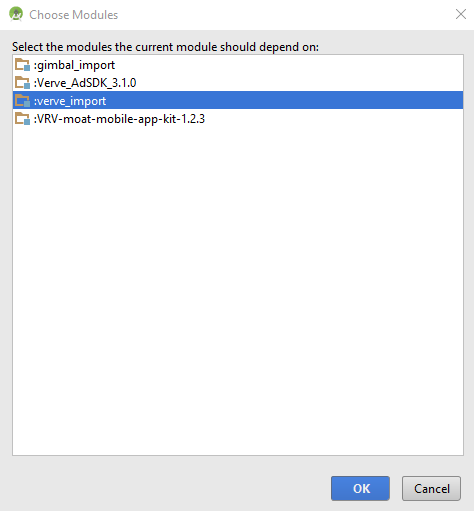 Choose Modules
Select the modules the current module should depend on:
:gimbal_import
:Verve_AdSDK_3.1.0
:verve_import
:VRV-moat-mobile-app-kit-1.2.3
OK
Cancel